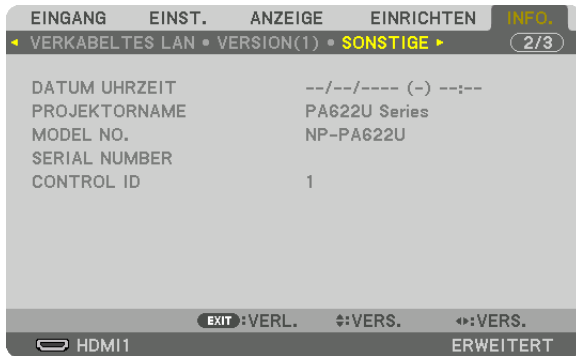 EINGANG EINST. ANZEIGE EINRICHTEN INFO.
◂ VERKABELTES LAN • VERSION(1) • SONSTIGE ▸ 2/3
DATUM UHRZEIT --/--/---- (-) --:--
PROJEKTORNAME PA622U Series
MODEL NO. NP-PA622U
SERIAL NUMBER
CONTROL ID 1
EXIT :VERL. :VERS. :VERS.
HDMI1 ERWEITERT